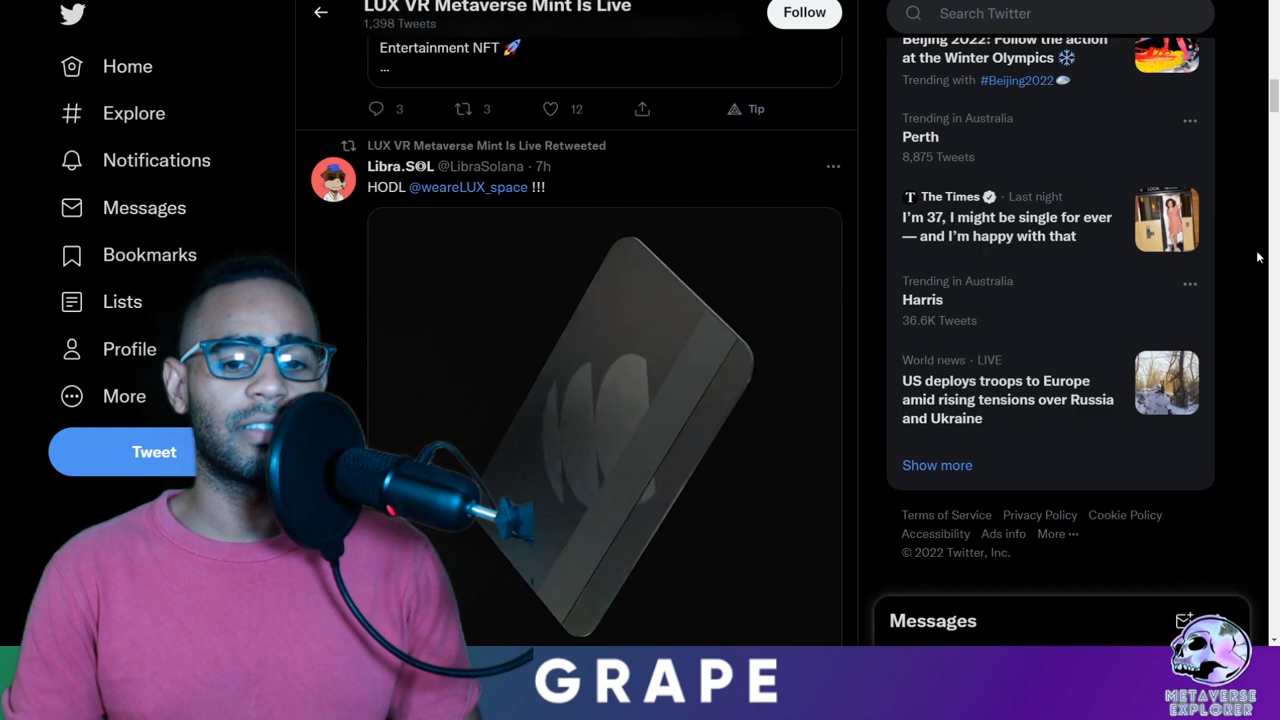 Home
Explore
Notifications
Messages
Bookmarks
Lists
Profile
More
Tweet
LUX VR Metaverse Mint Is Live
1,398 Tweets
Follow
Entertainment NFT 🚀
...
3
3
12
Tip
LUX VR Metaverse Mint Is Live Retweeted
Libra.S◎L @LibraSolana · 7h
HODL @weareLUX_space !!!
Search Twitter
Beijing 2022: Follow the action
at the Winter Olympics ❄️
Trending with #Beijing2022
Trending in Australia
Perth
8,875 Tweets
The Times · Last night
I’m 37, I might be single for ever
— and I’m happy with that
Trending in Australia
Harris
36.6K Tweets
World news · LIVE
US deploys troops to Europe
amid rising tensions over Russia
and Ukraine
Show more
Terms of Service Privacy Policy Cookie Policy
Accessibility Ads info More ···
© 2022 Twitter, Inc.
Messages
GRAPE
METAVERSE
EXPLORER